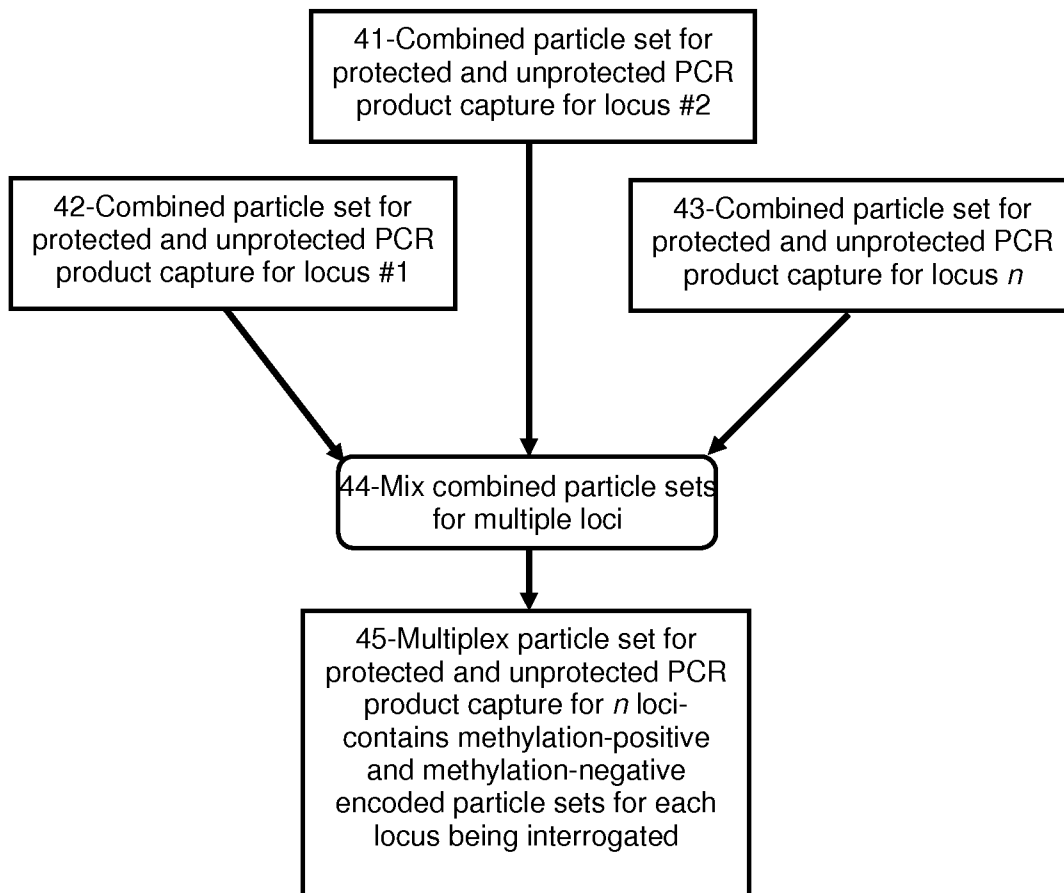 41-Combined particle set for
protected and unprotected PCR
product capture for locus #2
42-Combined particle set for
protected and unprotected PCR
product capture for locus #1
43-Combined particle set for
protected and unprotected PCR
product capture for locus n
44-Mix combined particle sets
for multiple loci
45-Multiplex particle set for
protected and unprotected PCR
product capture for n loci-
contains methylation-positive
and methylation-negative
encoded particle sets for each
locus being interrogated